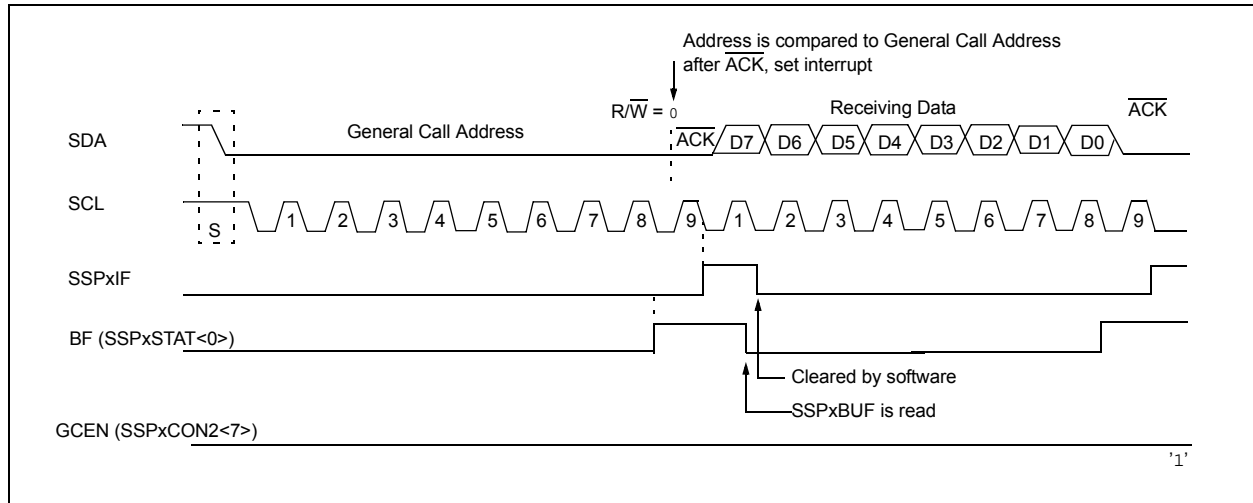 Address is compared to General Call Address
after ACK, set interrupt
R/W = 0
Receiving Data
ACK
SDA
General Call Address
ACK
D7 D6 D5 D4 D3 D2 D1 D0
SCL
S
1 2 3 4 5 6 7 8 9 1 2 3 4 5 6 7 8 9
SSPxIF
BF (SSPxSTAT<0>)
Cleared by software
SSPxBUF is read
GCEN (SSPxCON2<7>)
'1'